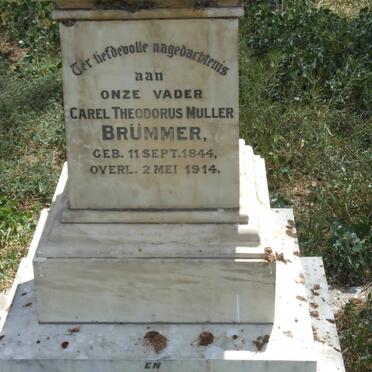 Ter liefdevolle nagedachtenis
aan
ONZE VADER
CAREL THEODORUS MULLER
BRÜMMER,
GEB. 11 SEPT. 1844,
OVERL. 2 MEI 1914.
EN